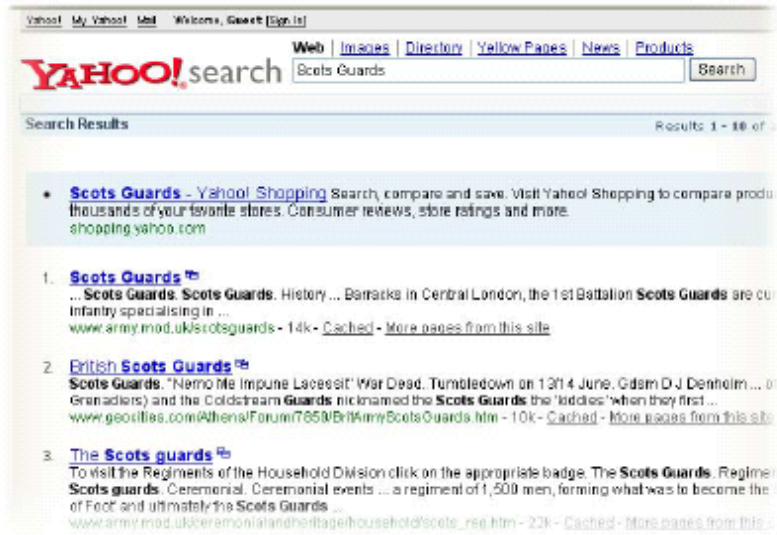 Yahoo! My Yahoo! Mail Welcome, Guest [Sign In]
Web | Images | Directory | Yellow Pages | News | Products
YAHOO! search Scots Guards Search
Search Results Results 1 - 10 of
• Scots Guards - Yahoo! Shopping Search, compare and save. Visit Yahoo! Shopping to compare produ
thousands of your favorite stores. Consumer reviews, store ratings and more.
shopping.yahoo.com
1. Scots Guards
... Scots Guards. Scots Guards. History ... Barracks in Central London, the 1st Battalion Scots Guards are cu
infantry specialising in ...
www.army.mod.uk/scotsguards - 14k - Cached - More pages from this site
2. British Scots Guards
Scots Guards. "Nemo Me Impune Lacessit" War Dead. Tumbledown on 13/14 June. Gdsm D J Denholm ...
Grenadiers) and the Coldstream Guards nicknamed the Scots Guards the 'kiddies' when they first ...
www.geocities.com/Athens/Forum/7850/BritArmyScotsGuards.htm - 10k - Cached - More pages from this site
3. The Scots guards
To visit the Regiments of the Household Division click on the appropriate badge. The Scots Guards. Regime
Scots guards. Ceremonial. Ceremonial events ... a regiment of 1,500 men, forming what was to become the
of Foot' and ultimately the Scots Guards ...
www.army.mod.uk/ceremonialandheritage/household/scots_reg.htm - 22k - Cached - More pages from this